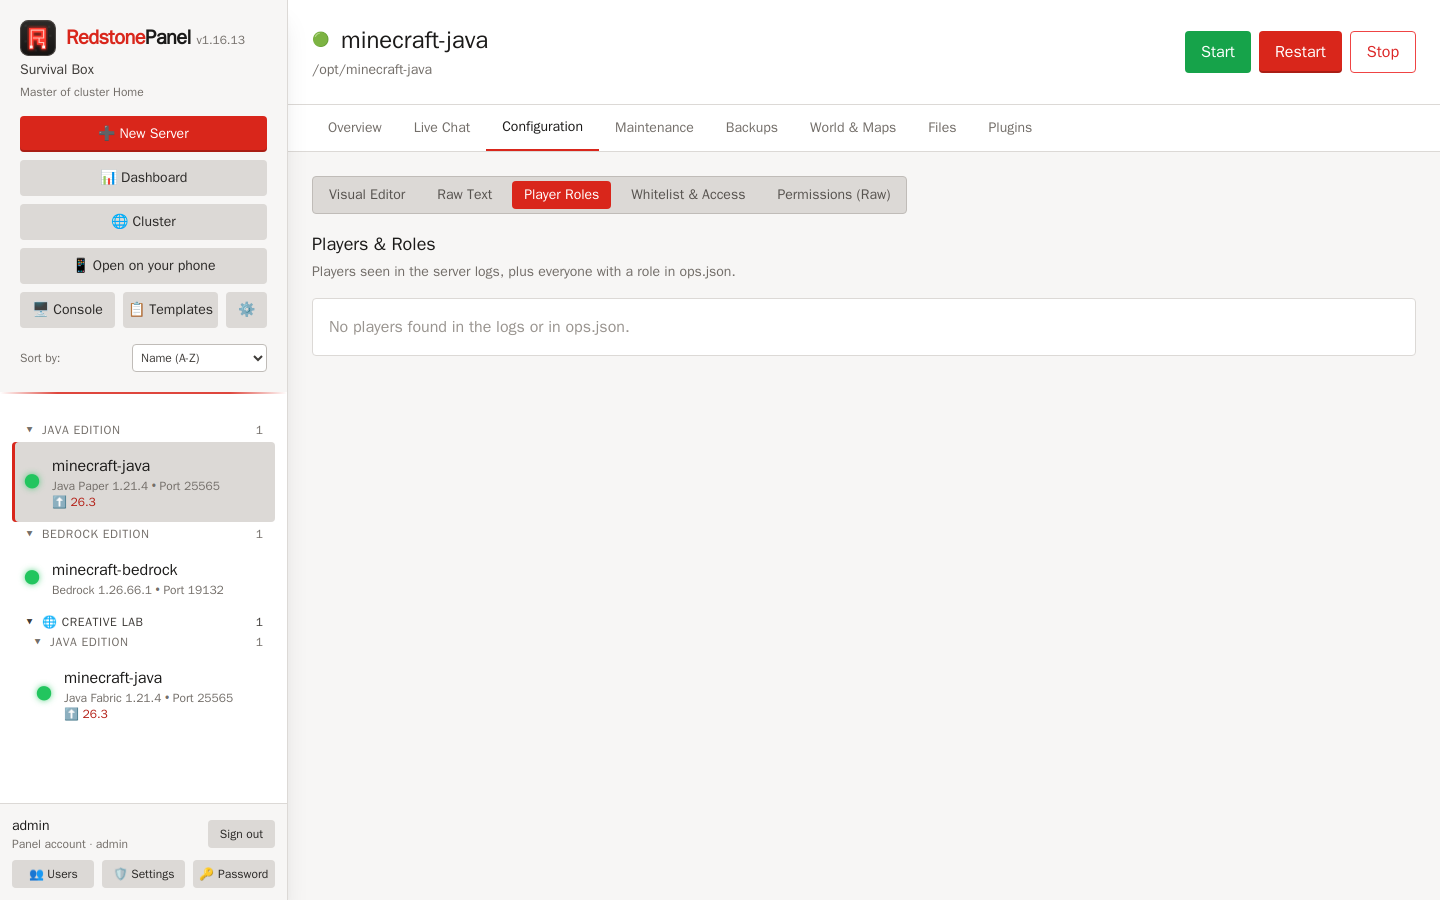 RedstonePanel v1.16.13
Survival Box
Master of cluster Home
➕ New Server
📊 Dashboard
🌐 Cluster
📱 Open on your phone
🖥️ Console
📋 Templates
⚙️
Sort by:
Name (A-Z)
▼ JAVA EDITION 1
minecraft-java
Java Paper 1.21.4 • Port 25565
⬆️ 26.3
▼ BEDROCK EDITION 1
minecraft-bedrock
Bedrock 1.26.66.1 • Port 19132
▼ 🌐 CREATIVE LAB 1
▼ JAVA EDITION 1
minecraft-java
Java Fabric 1.21.4 • Port 25565
⬆️ 26.3
admin
Panel account · admin
Sign out
👥 Users
🛡️ Settings
🔑 Password
🟢 minecraft-java
/opt/minecraft-java
Start
Restart
Stop
Overview
Live Chat
Configuration
Maintenance
Backups
World & Maps
Files
Plugins
Visual Editor
Raw Text
Player Roles
Whitelist & Access
Permissions (Raw)
Players & Roles
Players seen in the server logs, plus everyone with a role in ops.json.
No players found in the logs or in ops.json.